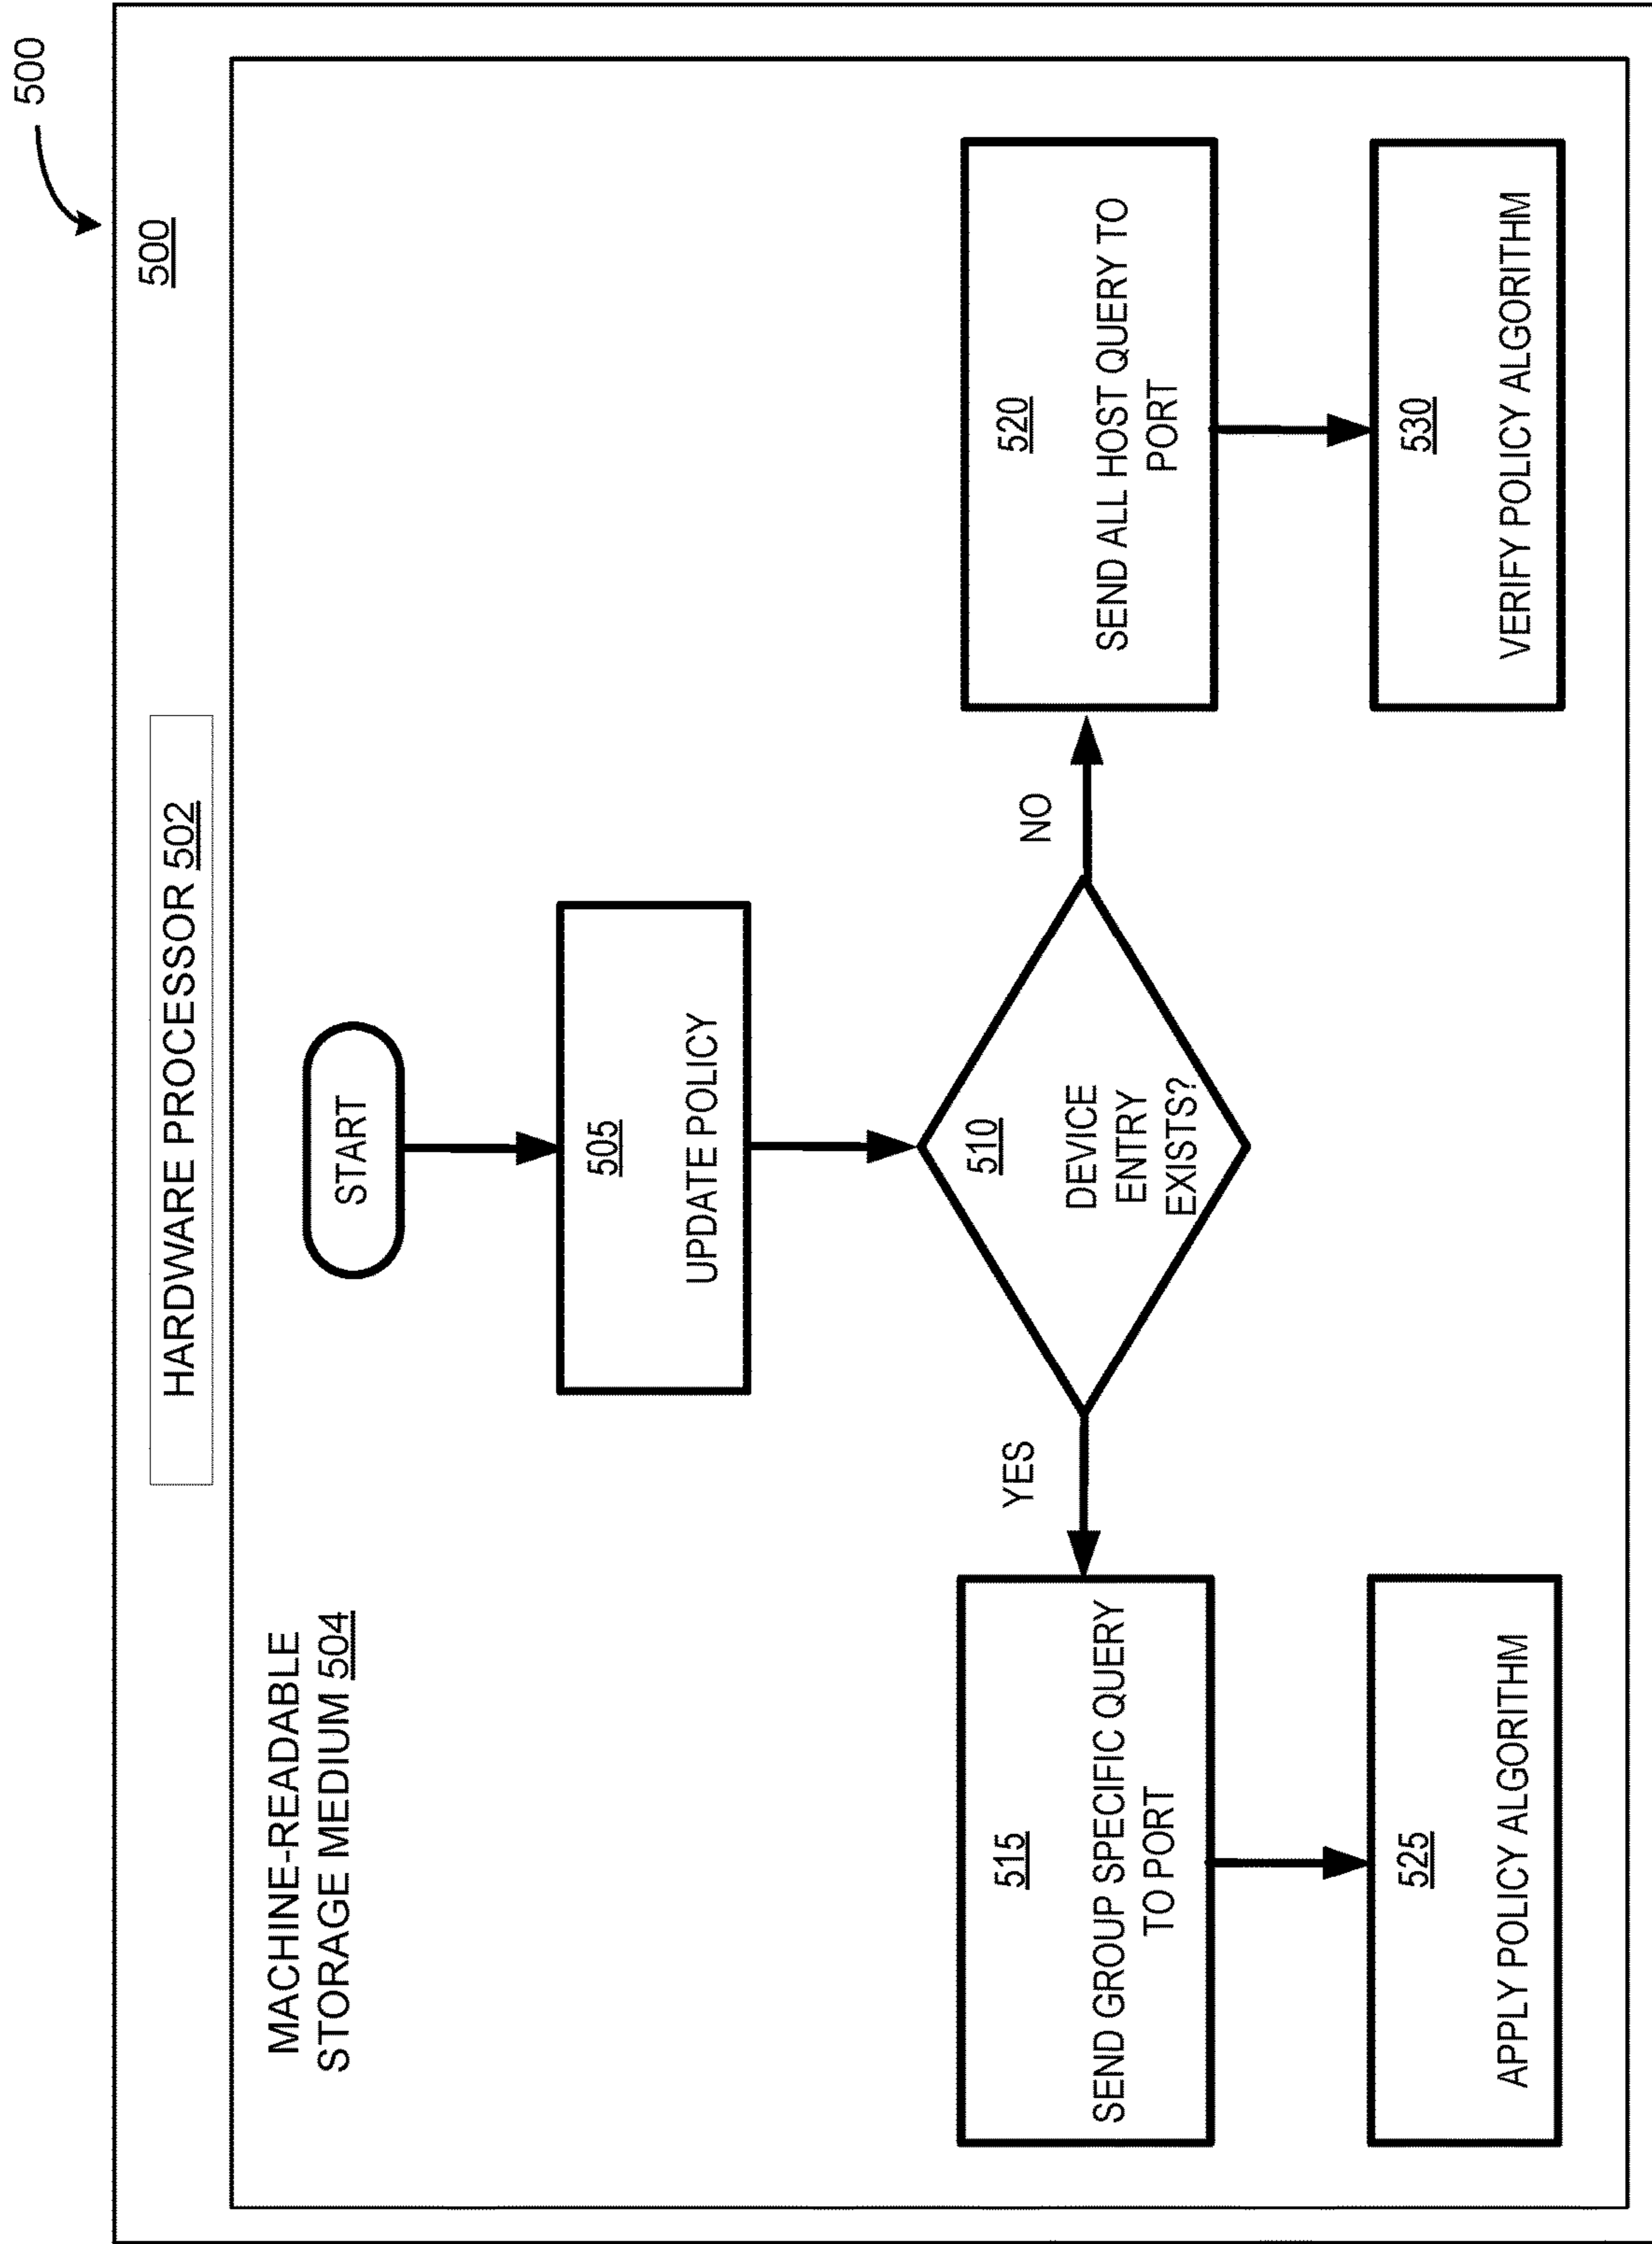 500
500
HARDWARE PROCESSOR 502
MACHINE-READABLE
STORAGE MEDIUM 504
START
505
UPDATE POLICY
510
DEVICE
ENTRY
EXISTS?
YES
NO
515
SEND GROUP SPECIFIC QUERY
TO PORT
520
SEND ALL HOST QUERY TO
PORT
525
APPLY POLICY ALGORITHM
530
VERIFY POLICY ALGORITHM